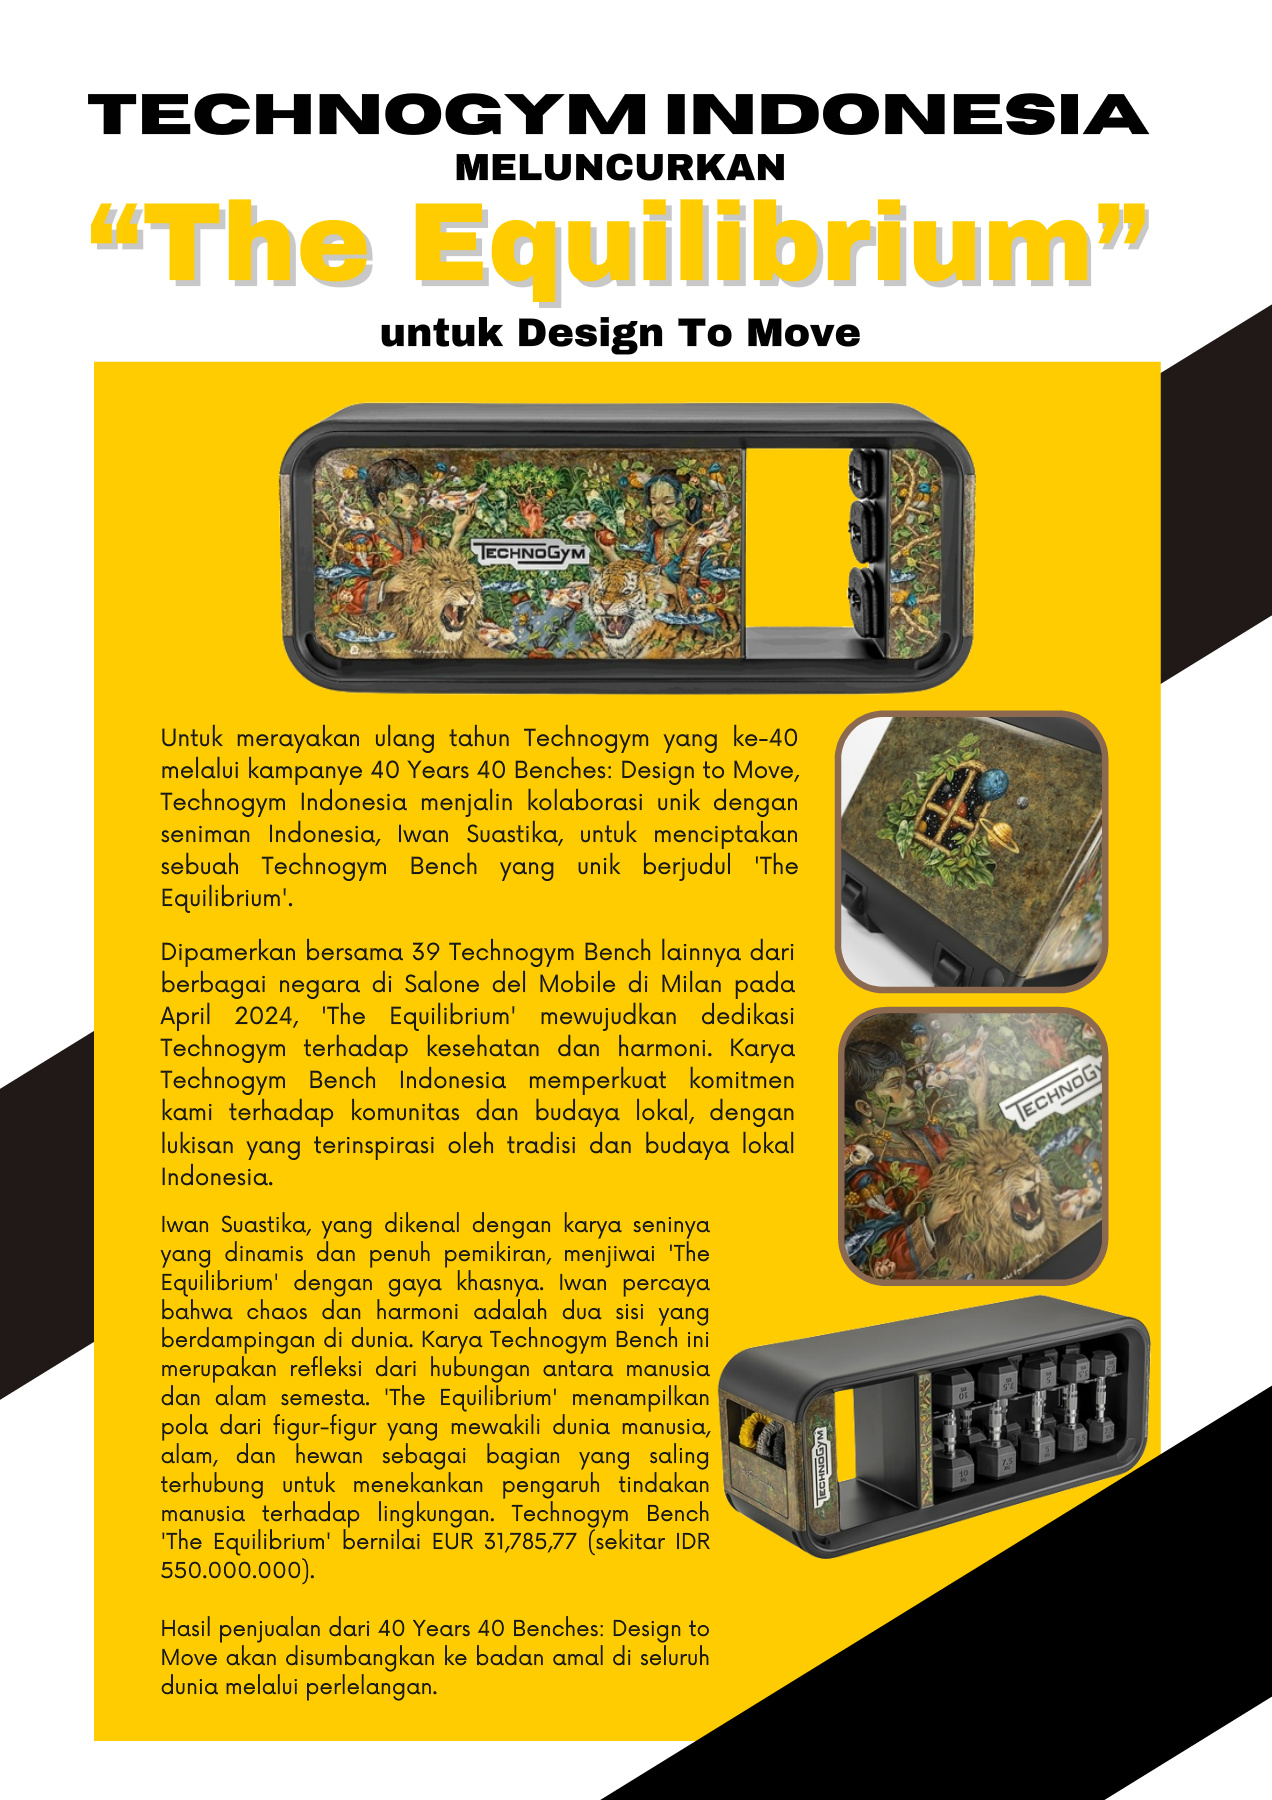 TECHNOGYM INDONESIA
MELUNCURKAN
“The Equilibrium”
untuk Design To Move
TECHNOGYM
Untuk merayakan ulang tahun Technogym yang ke-40
melalui kampanye 40 Years 40 Benches: Design to Move,
Technogym Indonesia menjalin kolaborasi unik dengan
seniman Indonesia, Iwan Suastika, untuk menciptakan
sebuah Technogym Bench yang unik berjudul 'The
Equilibrium'.
Dipamerkan bersama 39 Technogym Bench lainnya dari
berbagai negara di Salone del Mobile di Milan pada
April 2024, 'The Equilibrium' mewujudkan dedikasi
Technogym terhadap kesehatan dan harmoni. Karya
Technogym Bench Indonesia memperkuat komitmen
kami terhadap komunitas dan budaya lokal, dengan
lukisan yang terinspirasi oleh tradisi dan budaya lokal
Indonesia.
TECHNOGY
Iwan Suastika, yang dikenal dengan karya seninya
yang dinamis dan penuh pemikiran, menjiwai 'The
Equilibrium' dengan gaya khasnya. Iwan percaya
bahwa chaos dan harmoni adalah dua sisi yang
berdampingan di dunia. Karya Technogym Bench ini
merupakan refleksi dari hubungan antara manusia
dan alam semesta. 'The Equilibrium' menampilkan
pola dari figur-figur yang mewakili dunia manusia,
alam, dan hewan sebagai bagian yang saling
terhubung untuk menekankan pengaruh tindakan
manusia terhadap lingkungan. Technogym Bench
'The Equilibrium' bernilai EUR 31,785,77 (sekitar IDR
550.000.000).
TECHNOGYM
Hasil penjualan dari 40 Years 40 Benches: Design to
Move akan disumbangkan ke badan amal di seluruh
dunia melalui perlelangan.